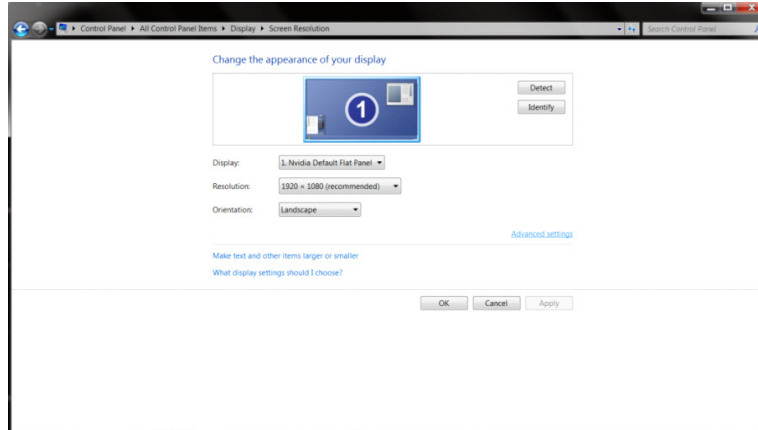 Control Panel ▸ All Control Panel Items ▸ Display ▸ Screen Resolution
Search Control Panel
Change the appearance of your display
1
Detect
Identify
Display: 1. Nvidia Default Flat Panel
Resolution: 1920 × 1080 (recommended)
Orientation: Landscape
Advanced settings
Make text and other items larger or smaller
What display settings should I choose?
OK Cancel Apply